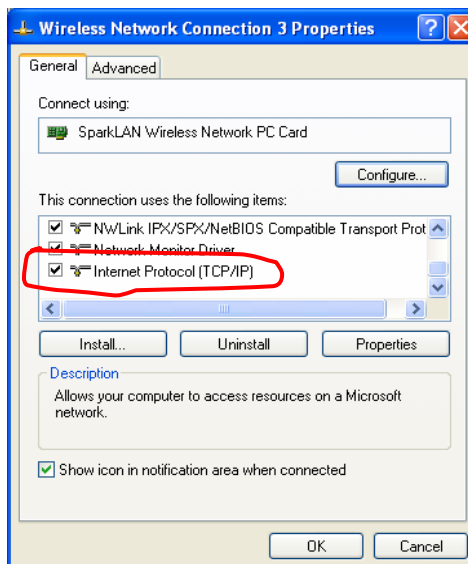 Wireless Network Connection 3 Properties
General Advanced
Connect using:
SparkLAN Wireless Network PC Card
Configure...
This connection uses the following items:
NWLink IPX/SPX/NetBIOS Compatible Transport Prot
Network Monitor Driver
Internet Protocol (TCP/IP)
Install... Uninstall Properties
Description
Allows your computer to access resources on a Microsoft
network.
Show icon in notification area when connected
OK Cancel